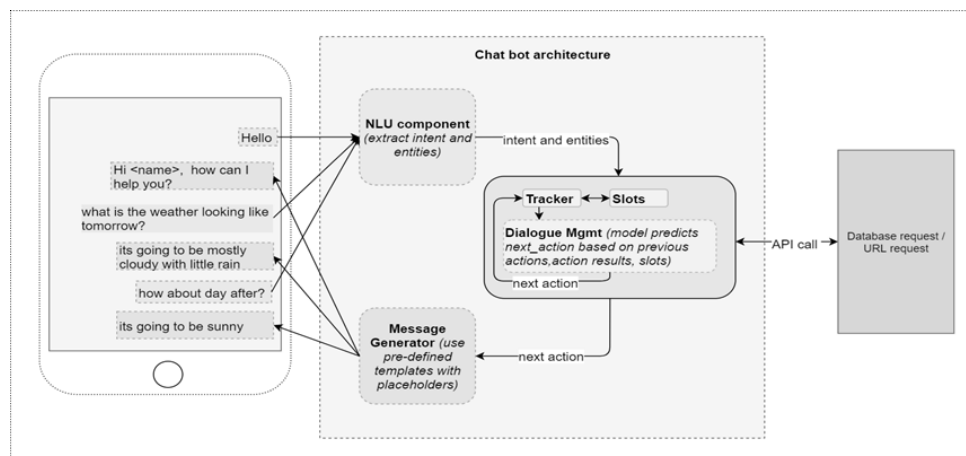 Chat bot architecture
Hello
Hi <name>, how can I
help you?
what is the weather looking like
tomorrow?
its going to be mostly
cloudy with little rain
how about day after?
its going to be sunny
NLU component
(extract intent and
entities)
intent and entities
Tracker
Slots
Dialogue Mgmt (model predicts
next_action based on previous
actions,action results, slots)
next action
API call
Database request /
URL request
Message
Generator (use
pre-defined
templates with
placeholders)
next action